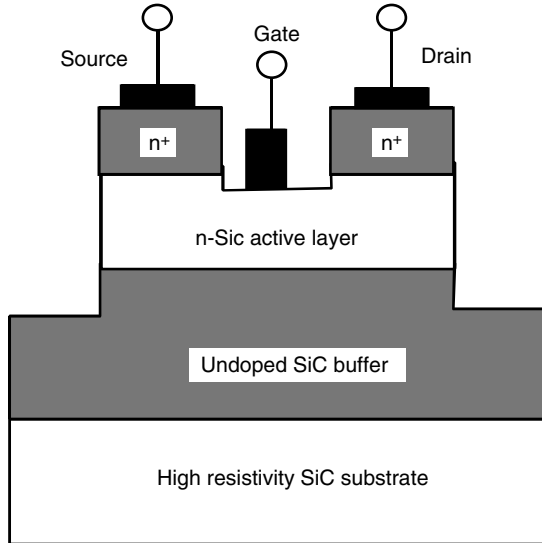 Gate
Source
Drain
n+
n+
n-Sic active layer
Undoped SiC buffer
High resistivity SiC substrate